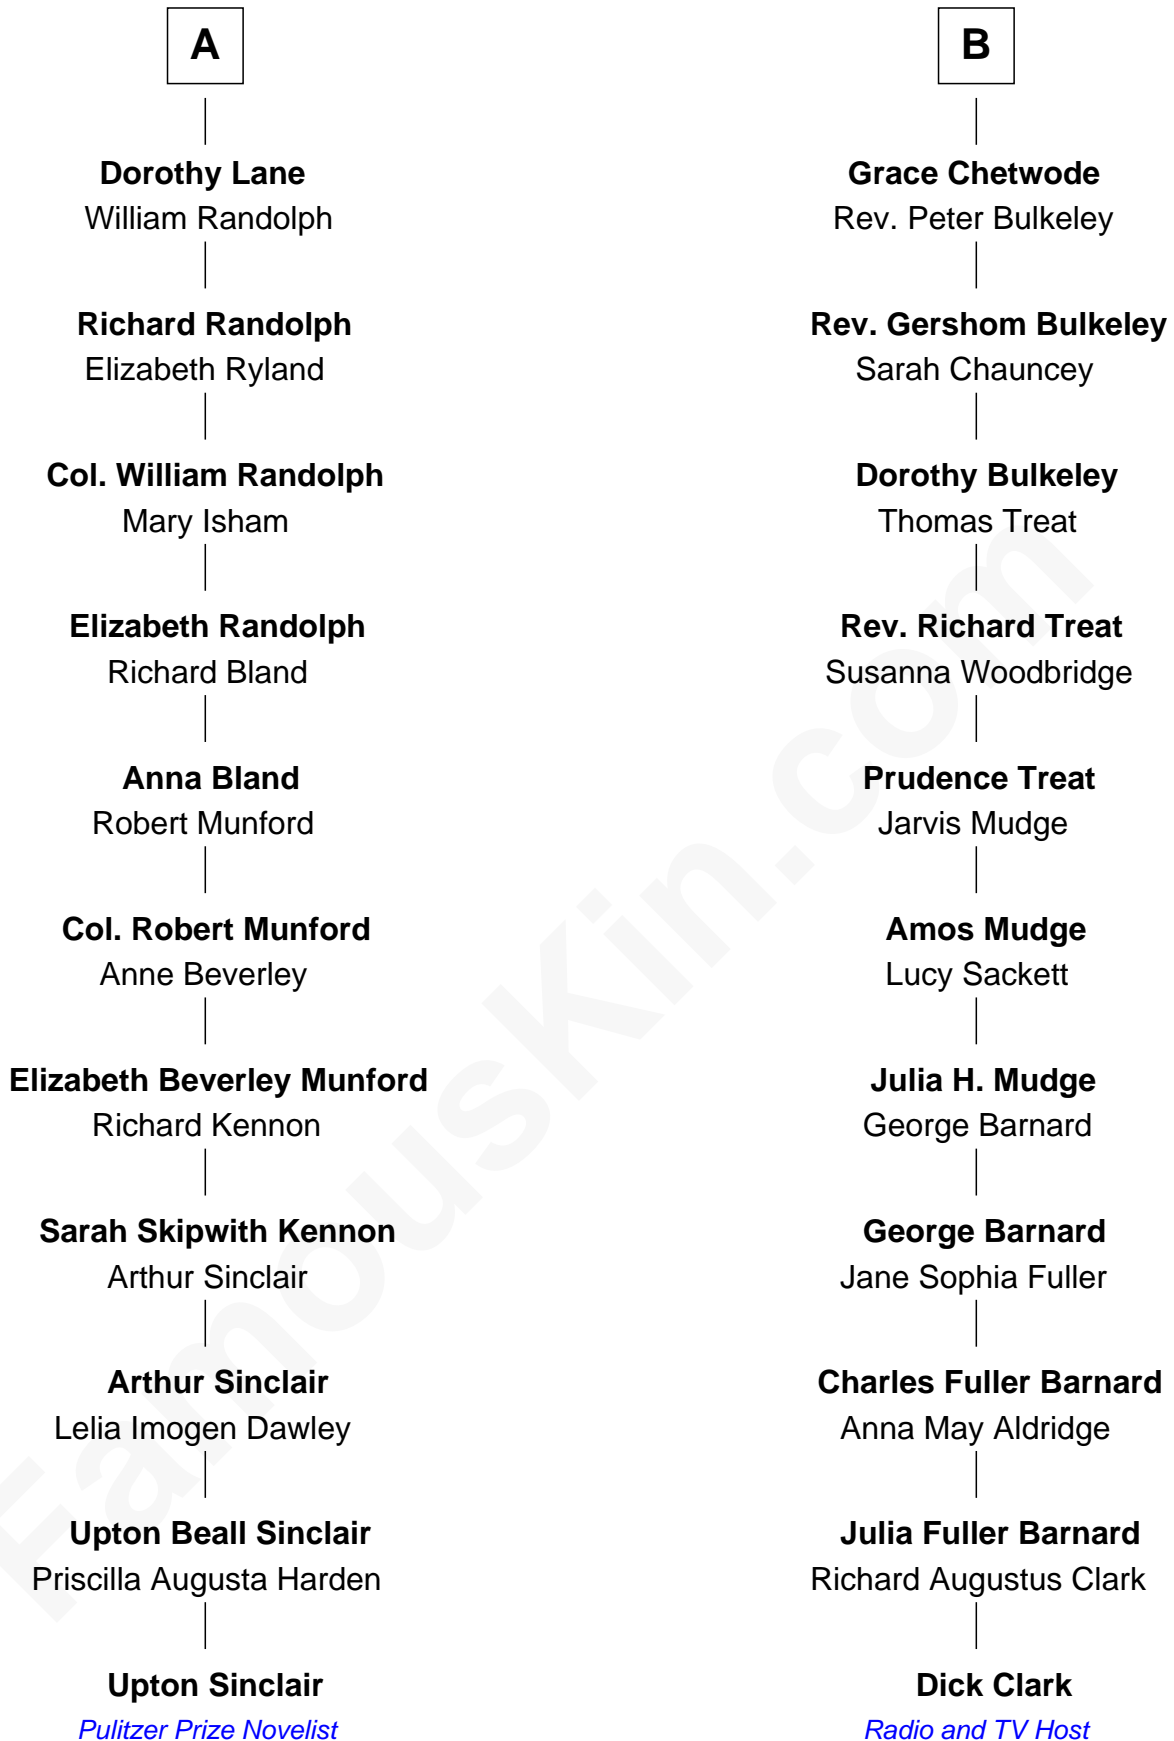 A
Dorothy Lane
William Randolph
Richard Randolph
Elizabeth Ryland
Col. William Randolph
Mary Isham
Elizabeth Randolph
Richard Bland
Anna Bland
Robert Munford
Col. Robert Munford
Anne Beverley
Elizabeth Beverley Munford
Richard Kennon
Sarah Skipwith Kennon
Arthur Sinclair
Arthur Sinclair
Lelia Imogen Dawley
Upton Beall Sinclair
Priscilla Augusta Harden
Upton Sinclair
Pulitzer Prize Novelist
B
Grace Chetwode
Rev. Peter Bulkeley
Rev. Gershom Bulkeley
Sarah Chauncey
Dorothy Bulkeley
Thomas Treat
Rev. Richard Treat
Susanna Woodbridge
Prudence Treat
Jarvis Mudge
Amos Mudge
Lucy Sackett
Julia H. Mudge
George Barnard
George Barnard
Jane Sophia Fuller
Charles Fuller Barnard
Anna May Aldridge
Julia Fuller Barnard
Richard Augustus Clark
Dick Clark
Radio and TV Host
FamousKin.com